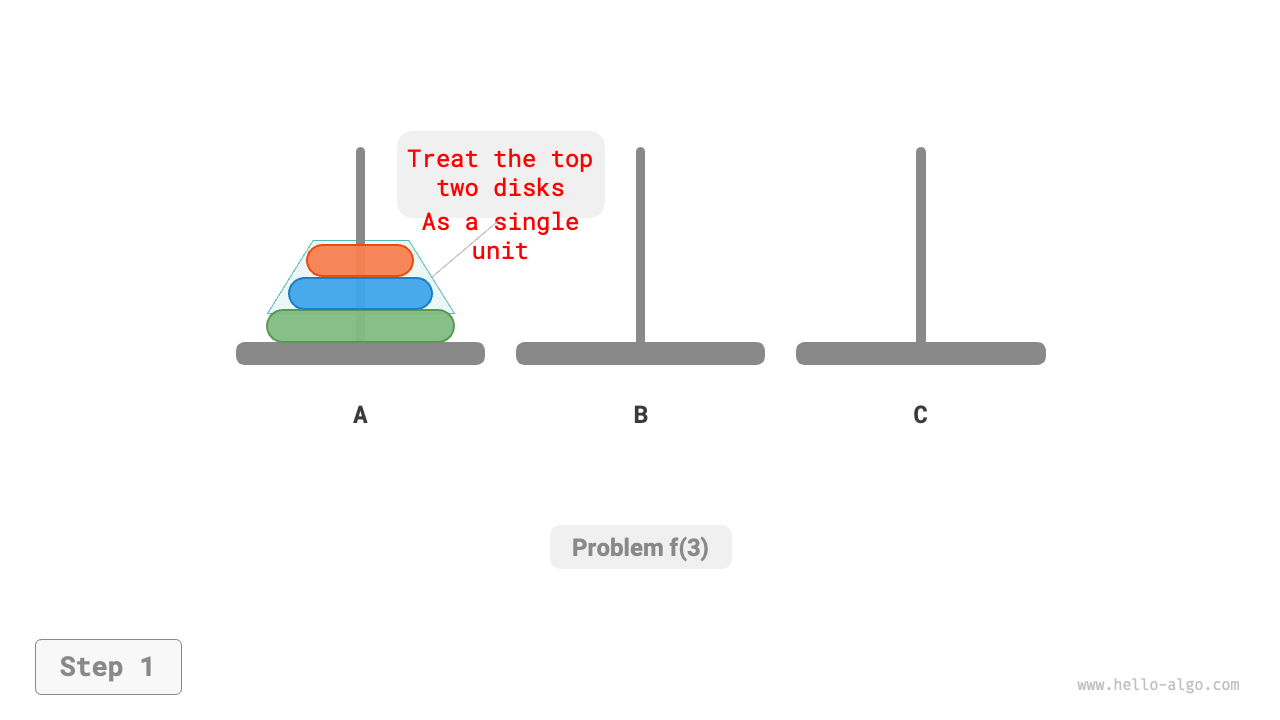 Treat the top
two disks
As a single
unit
A
B
C
Problem f(3)
Step 1
www.hello-algo.com